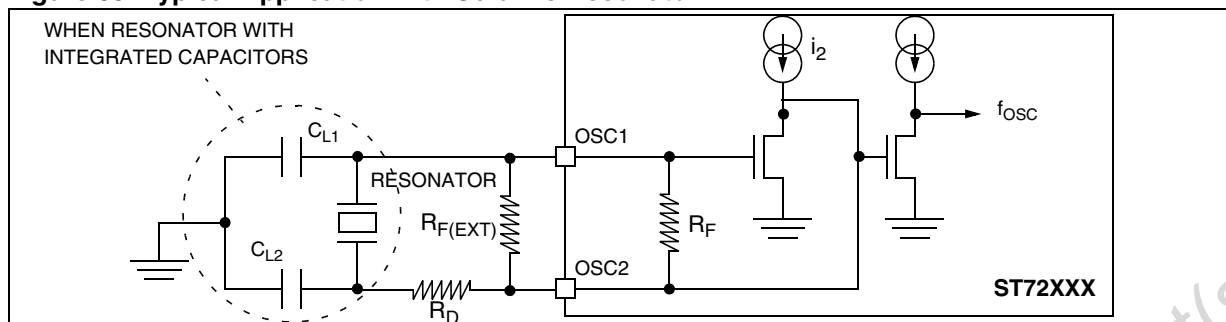 WHEN RESONATOR WITH
INTEGRATED CAPACITORS
i2
fOSC
CL1
OSC1
RESONATOR
RF(EXT)
RF
CL2
OSC2
RD
ST72XXX